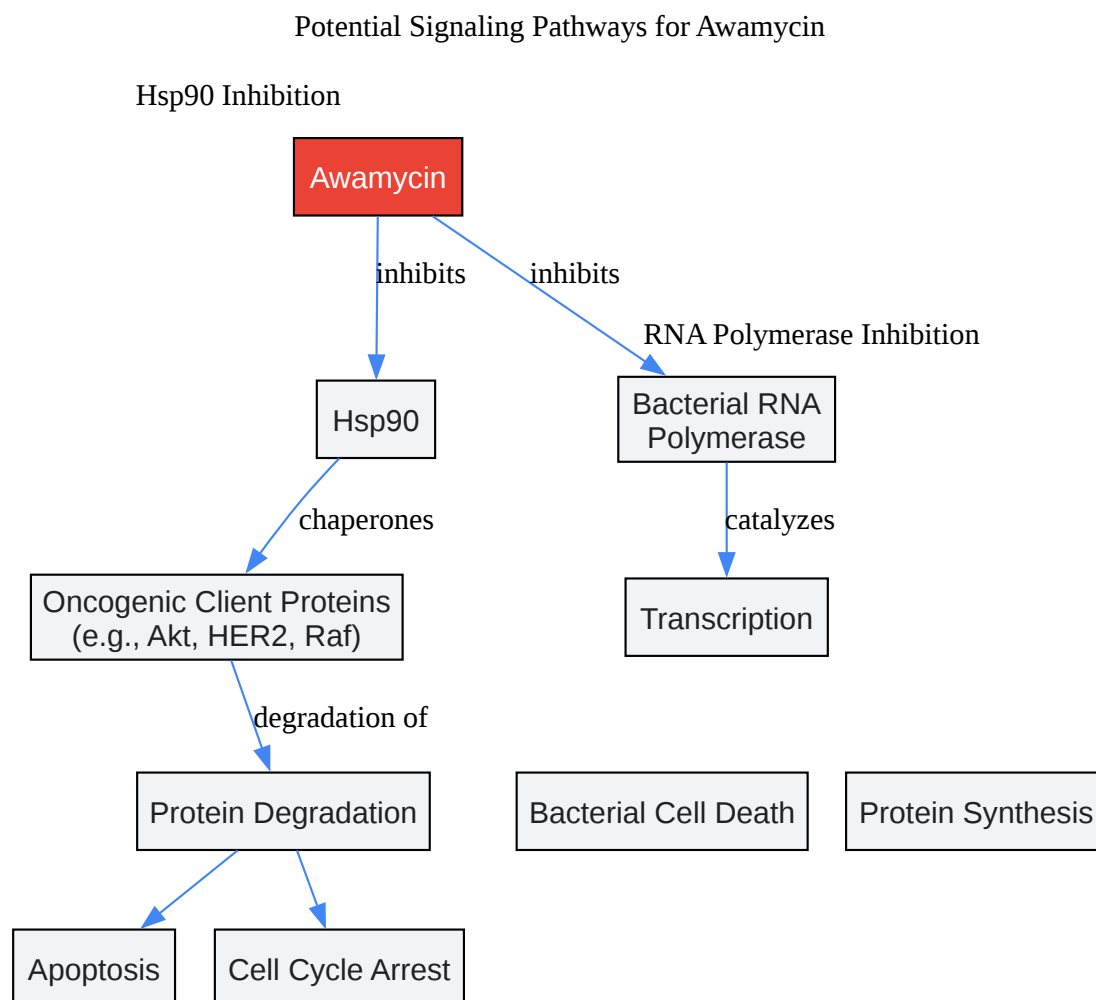 Potential Signaling Pathways for Awamycin
Hsp90 Inhibition
Awamycin
inhibits
inhibits
RNA Polymerase Inhibition
Hsp90
Bacterial RNA
Polymerase
chaperones
catalyzes
Oncogenic Client Proteins
(e.g., Akt, HER2, Raf)
Transcription
degradation of
Protein Degradation
Bacterial Cell Death
Protein Synthesis
Apoptosis
Cell Cycle Arrest